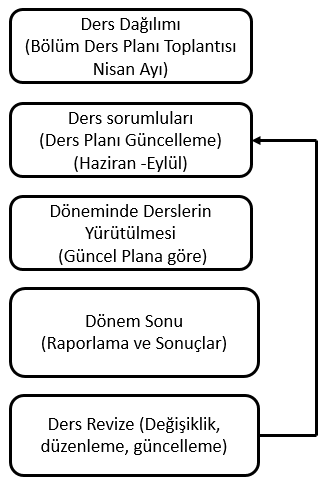 Ders Dağılımı
(Bölüm Ders Planı Toplantısı
Nisan Ayı)
Ders sorumluları
(Ders Planı Güncelleme)
(Haziran -Eylül)
Döneminde Derslerin
Yürütülmesi
(Güncel Plana göre)
Dönem Sonu
(Raporlama ve Sonuçlar)
Ders Revize (Değişiklik,
düzenleme, güncelleme)